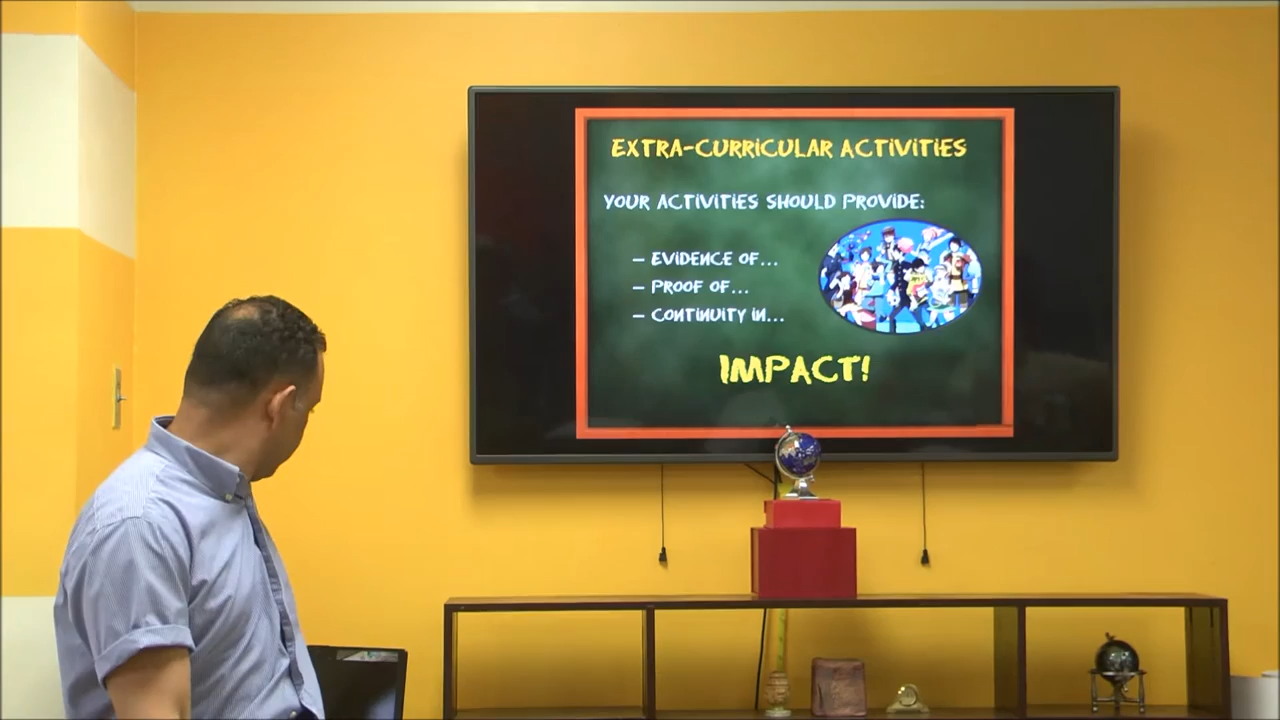 EXTRA-CURRICULAR ACTIVITIES
YOUR ACTIVITIES SHOULD PROVIDE:
– EVIDENCE OF...
– PROOF OF...
– CONTINUITY IN...
IMPACT!